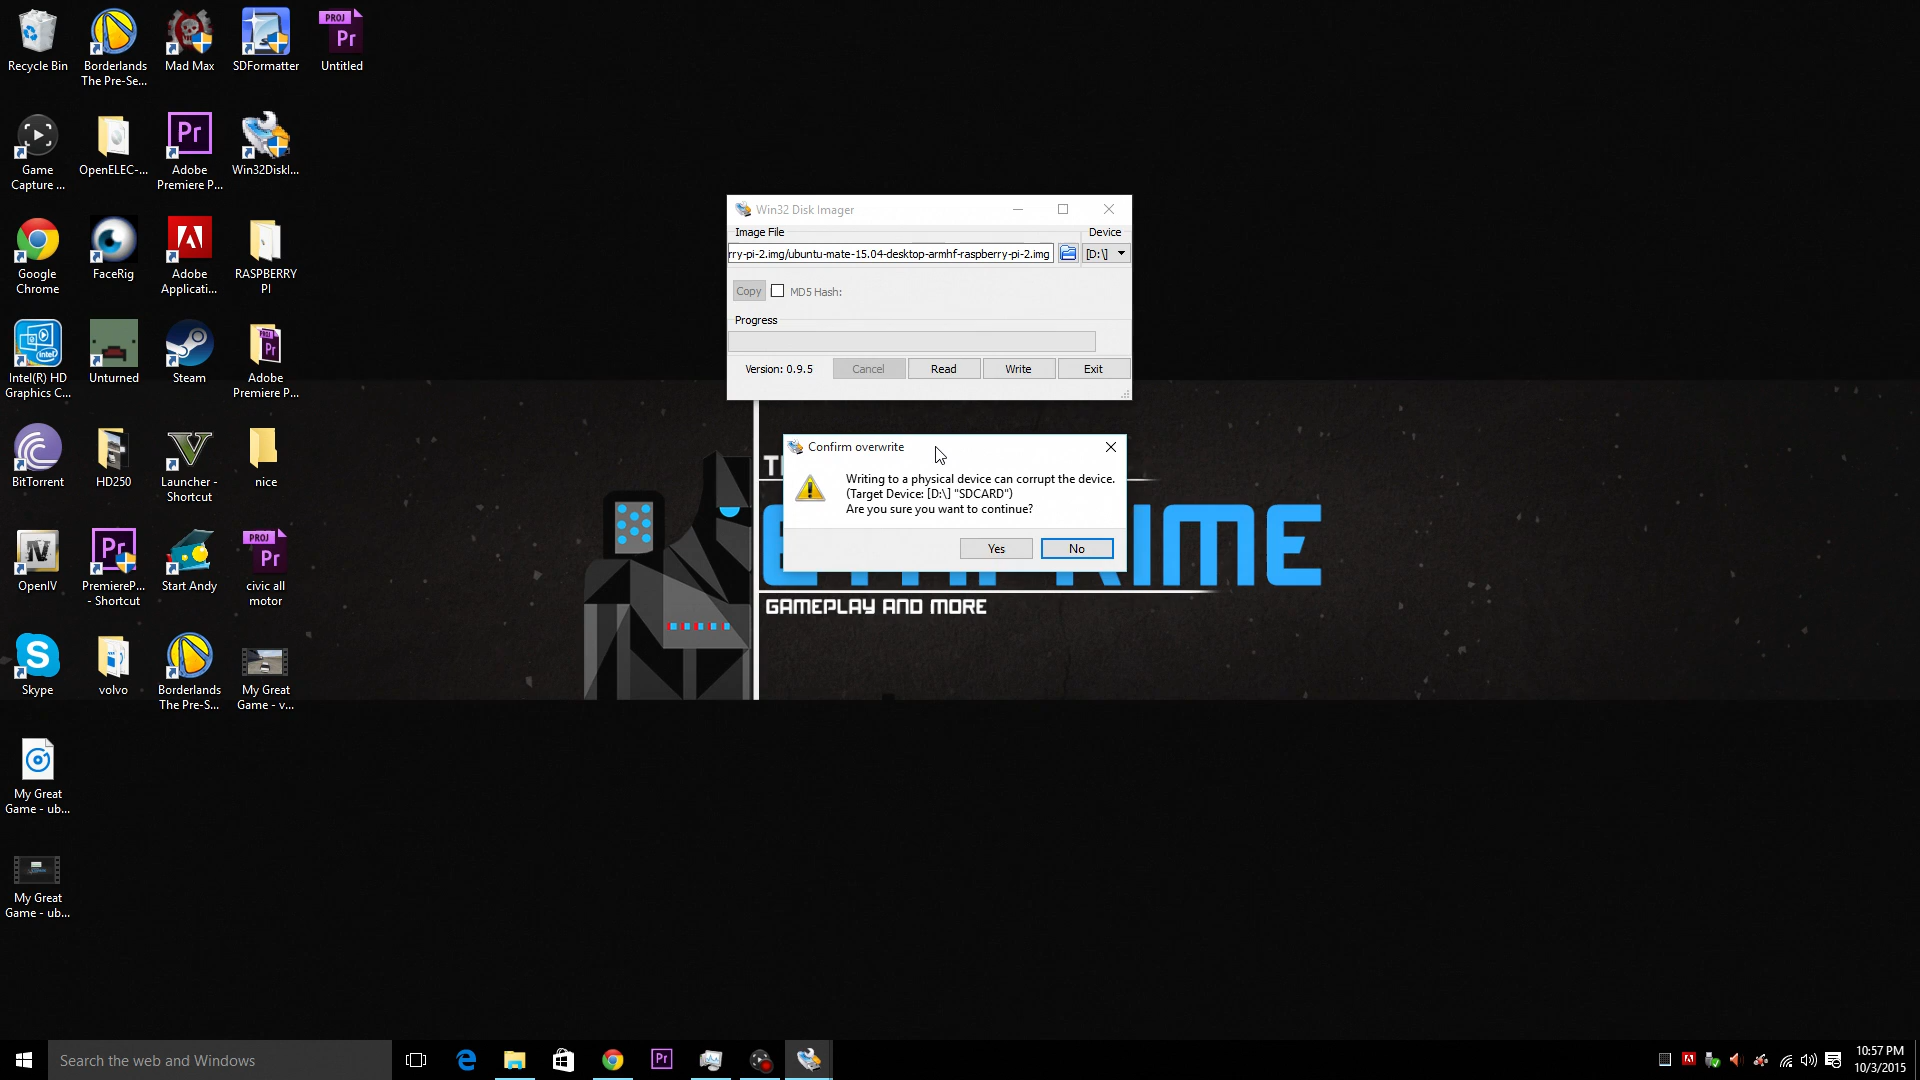 Recycle Bin
Borderlands
The Pre-Se...
Mad Max
SDFormatter
PROJ
Pr
Untitled
Game
Capture ...
OpenELEC-...
Pr
Adobe
Premiere P...
Win32DiskI...
Google
Chrome
FaceRig
Adobe
Applicati...
RASPBERRY
PI
intel
Intel(R) HD
Graphics C...
Unturned
Steam
PROJ
Pr
Adobe
Premiere P...
BitTorrent
HD250
V
Launcher -
Shortcut
nice
IV
OpenIV
Pr
PremiereP...
- Shortcut
Start Andy
PROJ
Pr
civic all
motor
S
Skype
volvo
Borderlands
The Pre-S...
My Great
Game - v...
My Great
Game - ub...
My Great
Game - ub...
Win32 Disk Imager
Image File
Device
rry-pi-2.img/ubuntu-mate-15.04-desktop-armhf-raspberry-pi-2.img
[D:\]
Copy
MD5 Hash:
Progress
Version: 0.9.5
Cancel
Read
Write
Exit
Confirm overwrite
Writing to a physical device can corrupt the device.
(Target Device: [D:\] "SDCARD")
Are you sure you want to continue?
Yes
No
GAMEPLAY AND MORE
Search the web and Windows
Pr
10:57 PM
10/3/2015